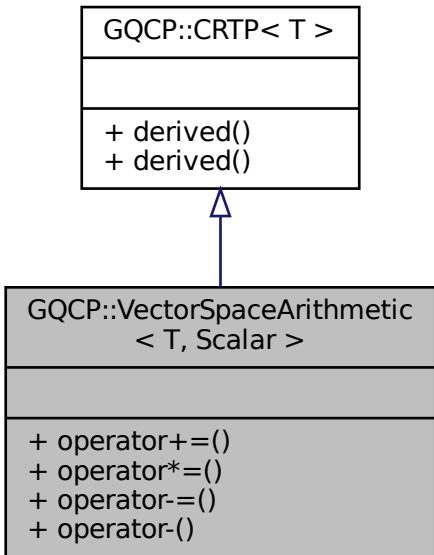 GQCP::CRTP< T >
+ derived()
+ derived()
GQCP::VectorSpaceArithmetic
< T, Scalar >
+ operator+=()
+ operator*=()
+ operator-=()
+ operator-()